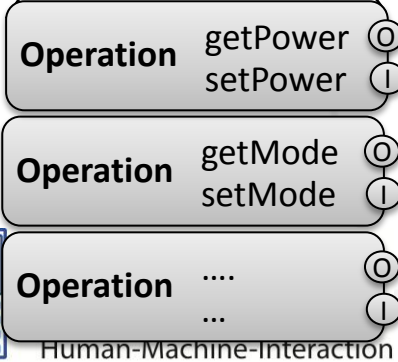 Operation getPower O
setPower I
Operation getMode O
setMode I
Operation .... O
... I
Human-Machine-Interaction